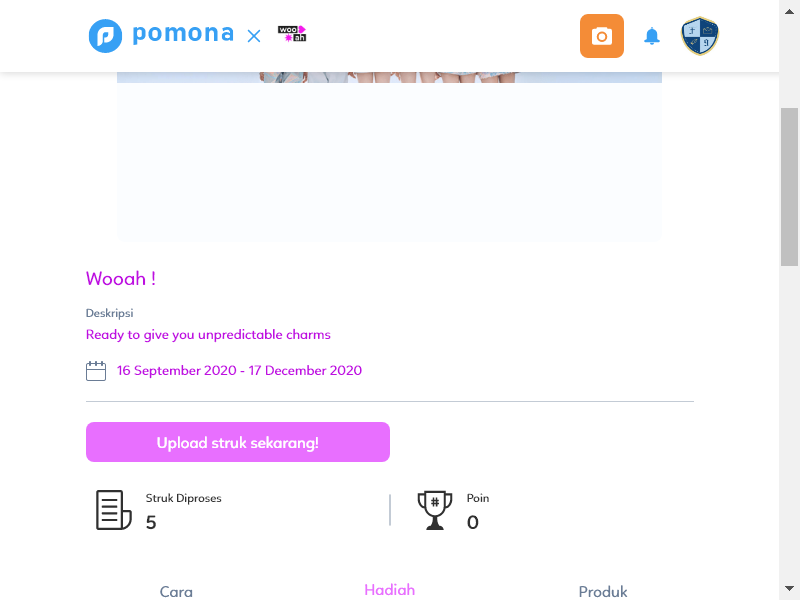 pomona × woo ah
Wooah !
Deskripsi
Ready to give you unpredictable charms
16 September 2020 - 17 December 2020
Upload struk sekarang!
Struk Diproses
5
Poin
0
Cara
Hadiah
Produk